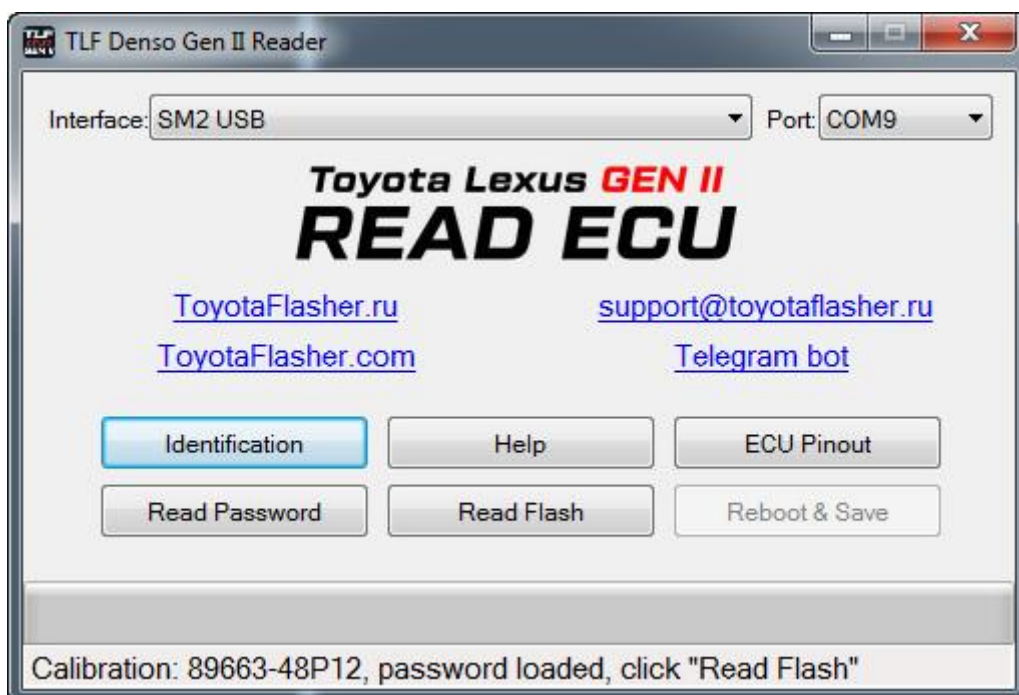 TLF Denso Gen II Reader
Interface: SM2 USB Port: COM9
Toyota Lexus GEN II
READ ECU
ToyotaFlasher.ru support@toyotaflasher.ru
ToyotaFlasher.com Telegram bot
Identification Help ECU Pinout
Read Password Read Flash Reboot & Save
Calibration: 89663-48P12, password loaded, click "Read Flash"